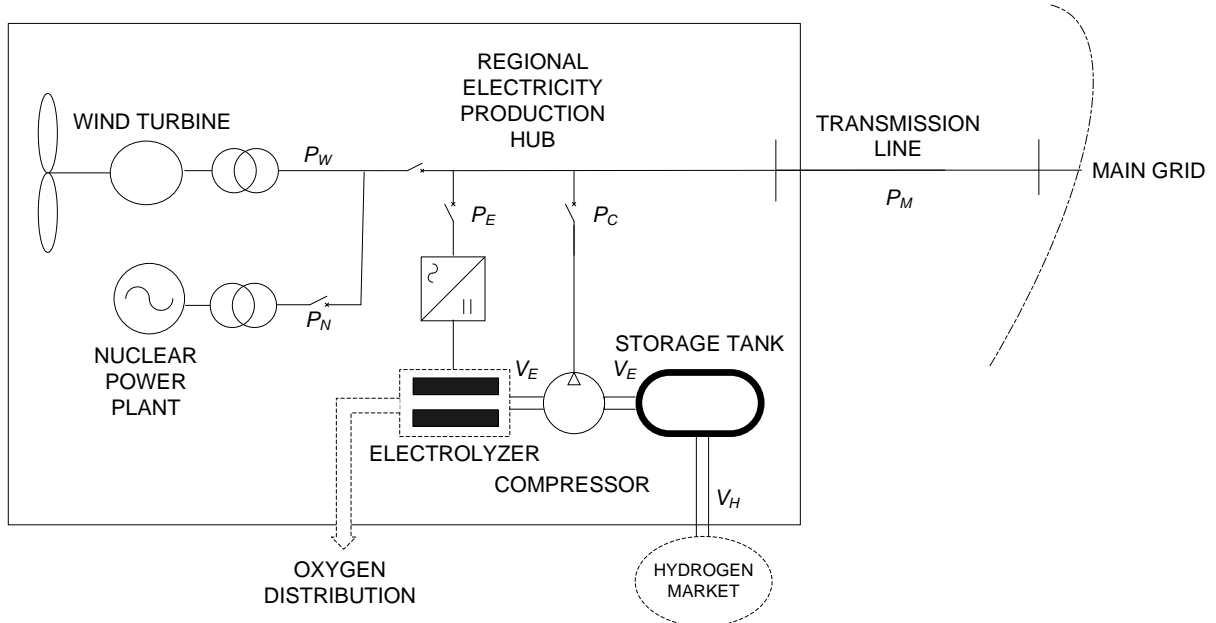 REGIONAL
ELECTRICITY
PRODUCTION
HUB
WIND TURBINE
TRANSMISSION
LINE
P_W
MAIN GRID
P_M
P_E
P_C
P_N
NUCLEAR
POWER
PLANT
STORAGE TANK
V_E
V_E
ELECTROLYZER
COMPRESSOR
V_H
OXYGEN
DISTRIBUTION
HYDROGEN
MARKET